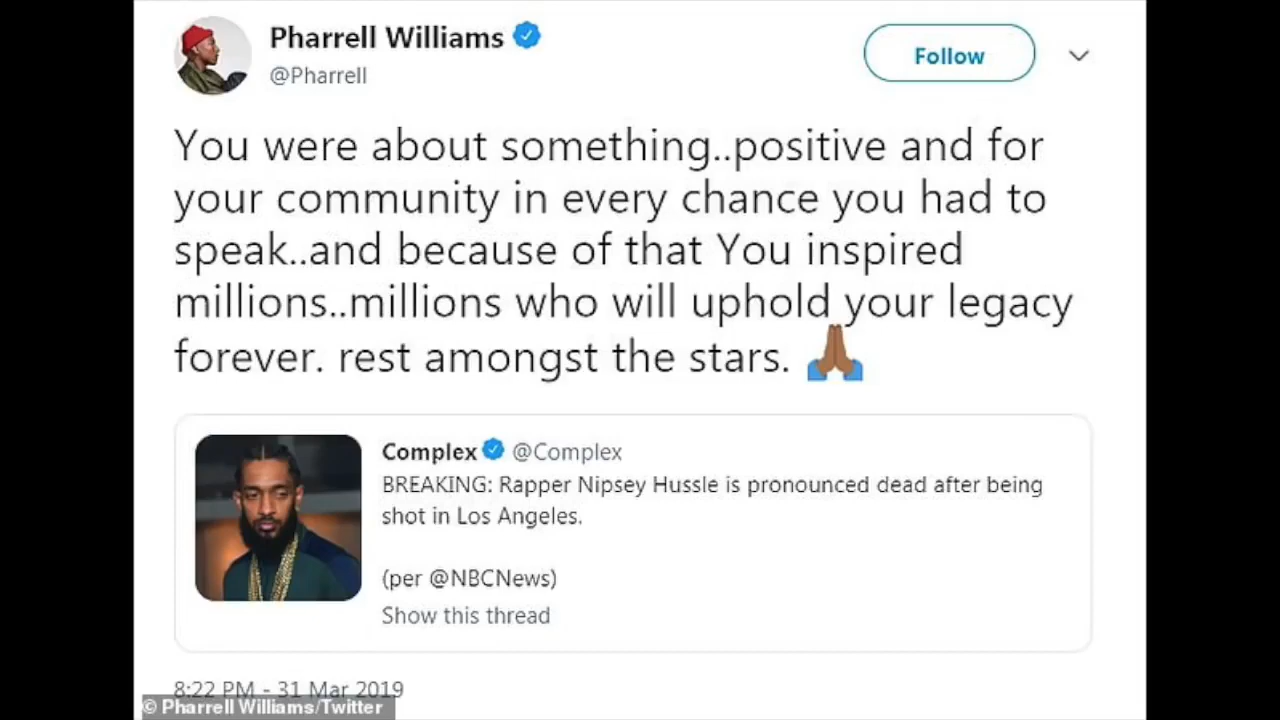 Pharrell Williams
@Pharrell
Follow
You were about something..positive and for
your community in every chance you had to
speak..and because of that You inspired
millions..millions who will uphold your legacy
forever. rest amongst the stars.
Complex @Complex
BREAKING: Rapper Nipsey Hussle is pronounced dead after being
shot in Los Angeles.
(per @NBCNews)
Show this thread
8:22 PM - 31 Mar 2019
© Pharrell Williams/Twitter